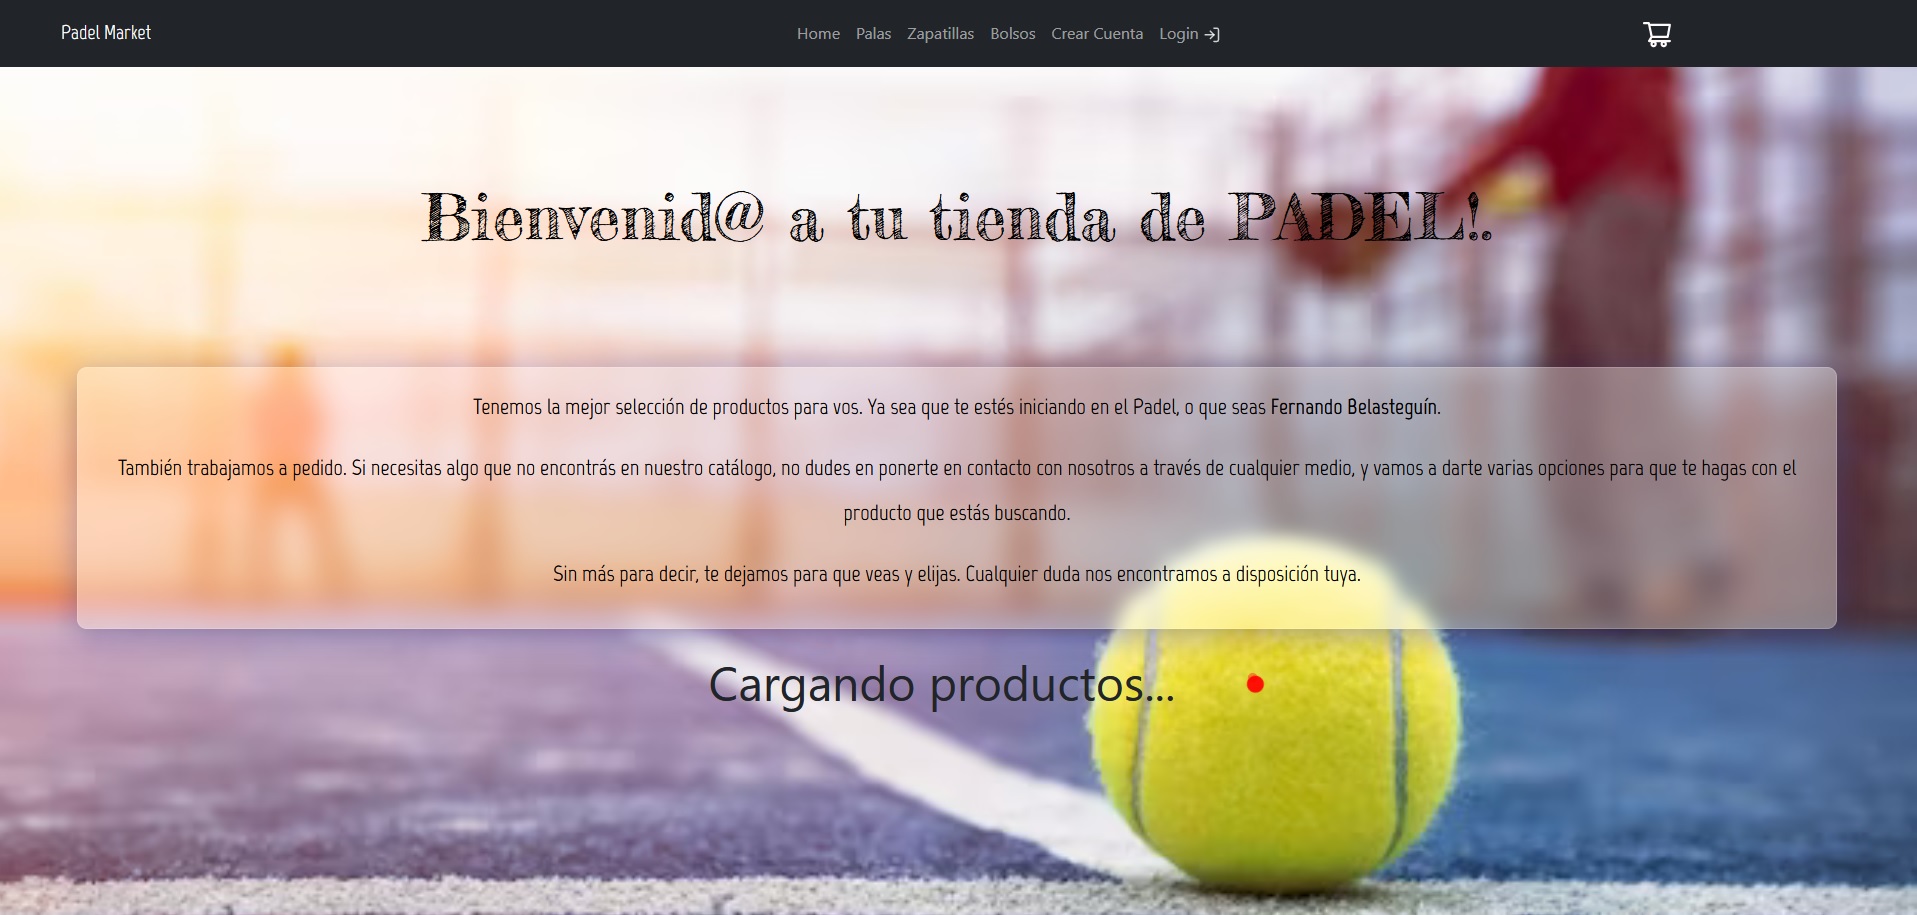 Padel Market
Home Palas Zapatillas Bolsos Crear Cuenta Login
Bienvenid@ a tu tienda de PADEL!.
Tenemos la mejor selección de productos para vos. Ya sea que te estés iniciando en el Padel, o que seas Fernando Belasteguín.
También trabajamos a pedido. Si necesitas algo que no encontrás en nuestro catálogo, no dudes en ponerte en contacto con nosotros a través de cualquier medio, y vamos a darte varias opciones para que te hagas con el
producto que estás buscando.
Sin más para decir, te dejamos para que veas y elijas. Cualquier duda nos encontramos a disposición tuya.
Cargando productos...